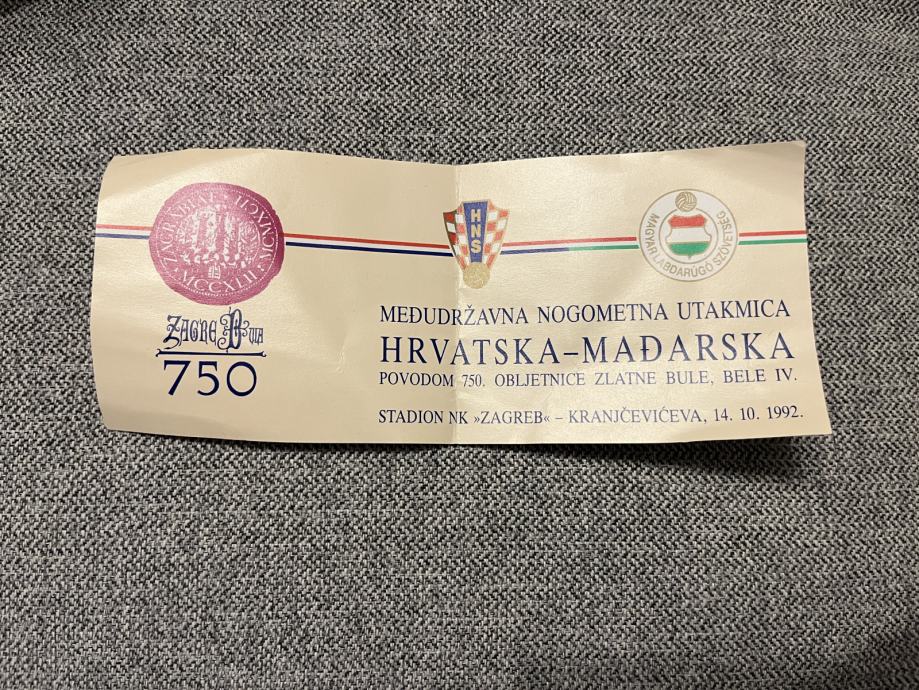 ZAGREB
750
HNS
MAGYAR LABDARÚGÓ SZÖVETSÉG
MEĐUDRŽAVNA NOGOMETNA UTAKMICA
HRVATSKA–MAĐARSKA
POVODOM 750. OBLJETNICE ZLATNE BULE, BELE IV.
STADION NK »ZAGREB« – KRANJČEVIĆEVA, 14. 10. 1992.